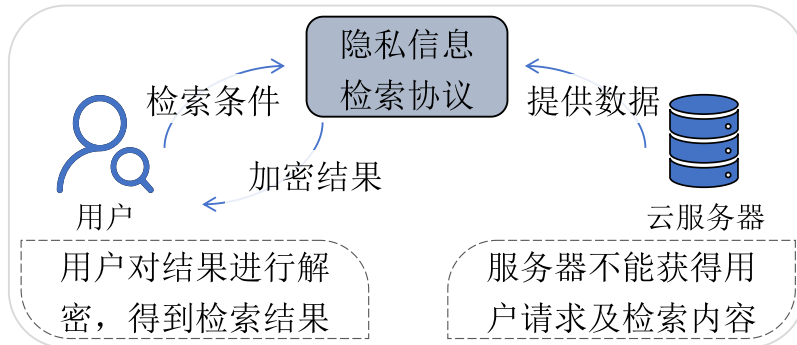 隐私信息
检索协议
检索条件
提供数据
加密结果
用户
云服务器
用户对结果进行解
密，得到检索结果
服务器不能获得用
户请求及检索内容